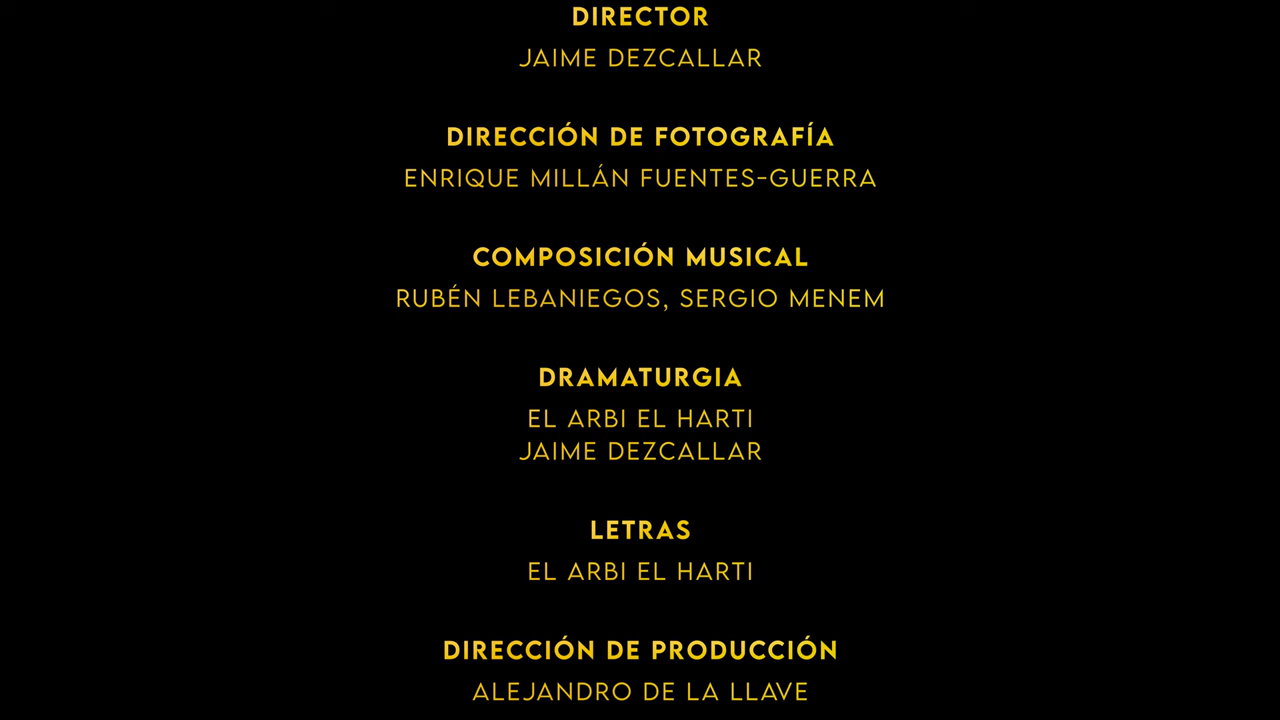 DIRECTOR
JAIME DEZCALLAR
DIRECCIÓN DE FOTOGRAFÍA
ENRIQUE MILLÁN FUENTES-GUERRA
COMPOSICIÓN MUSICAL
RUBÉN LEBANIEGOS, SERGIO MENEM
DRAMATURGIA
EL ARBI EL HARTI
JAIME DEZCALLAR
LETRAS
EL ARBI EL HARTI
DIRECCIÓN DE PRODUCCIÓN
ALEJANDRO DE LA LLAVE